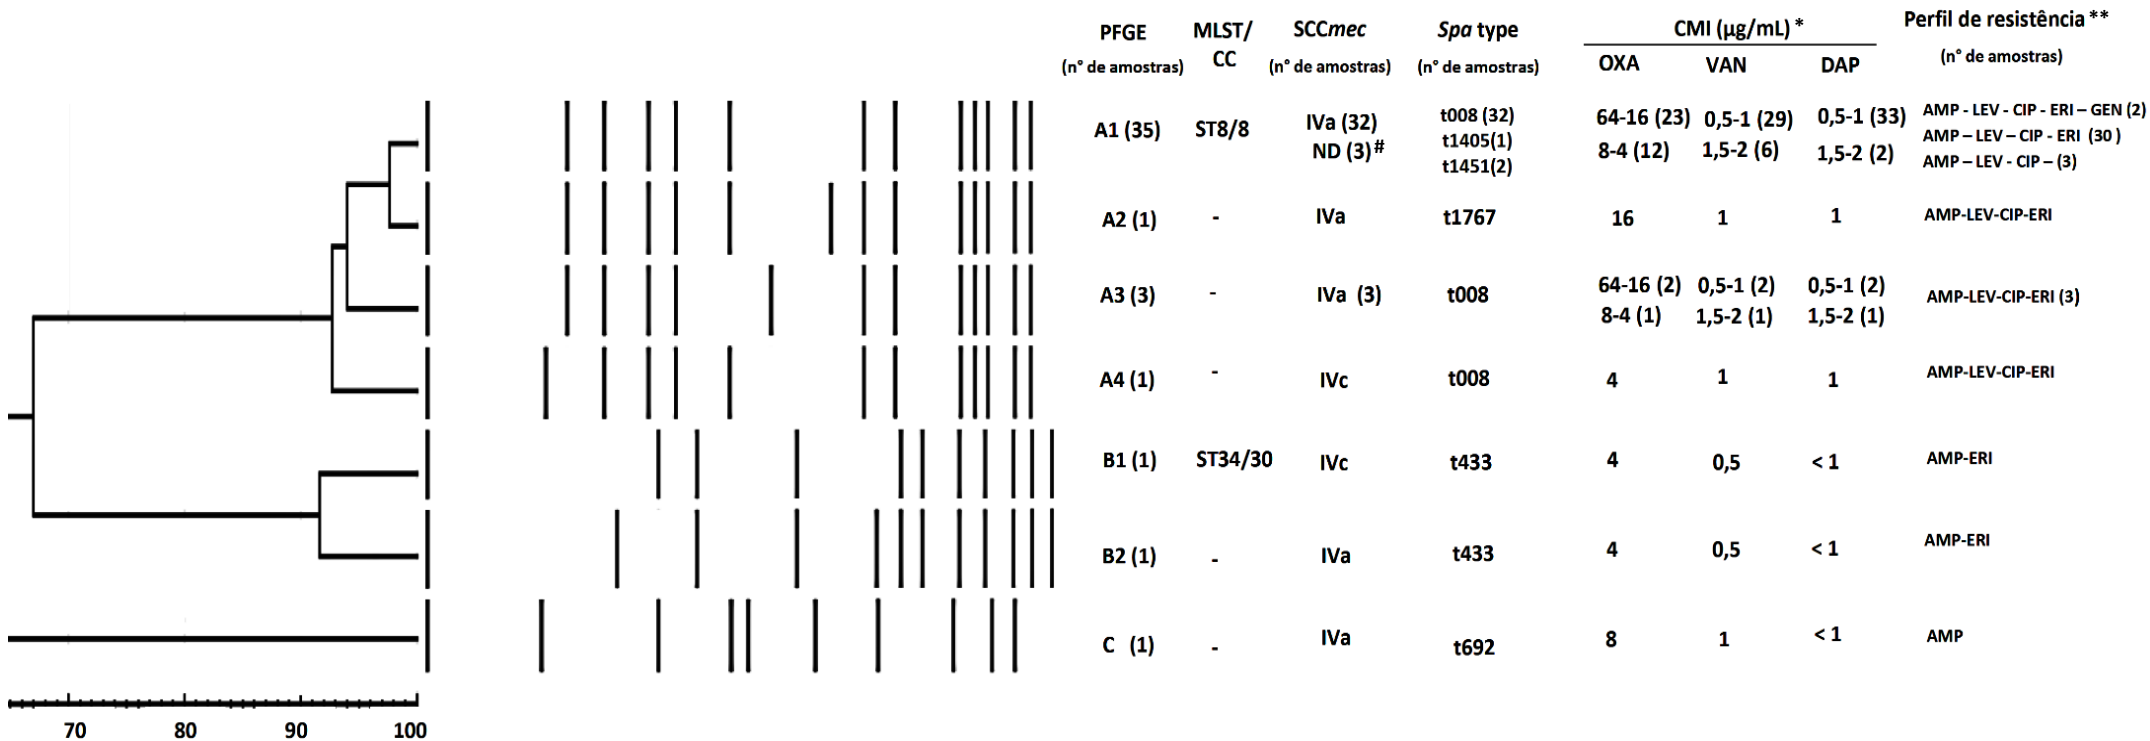 PFGE MLST/ SCCmec Spa type CMI (µg/mL) * Perfil de resistência **
(n° de amostras) CC (n° de amostras) (n° de amostras) OXA VAN DAP (n° de amostras)
A1 (35) ST8/8 IVa (32) t008 (32) 64-16 (23) 0,5-1 (29) 0,5-1 (33) AMP - LEV - CIP - ERI – GEN (2)
ND (3)# t1405(1) 8-4 (12) 1,5-2 (6) 1,5-2 (2) AMP – LEV – CIP - ERI (30 )
t1451(2) AMP – LEV - CIP – (3)
A2 (1) - IVa t1767 16 1 1 AMP-LEV-CIP-ERI
A3 (3) - IVa (3) t008 64-16 (2) 0,5-1 (2) 0,5-1 (2) AMP-LEV-CIP-ERI (3)
8-4 (1) 1,5-2 (1) 1,5-2 (1)
A4 (1) - IVc t008 4 1 1 AMP-LEV-CIP-ERI
B1 (1) ST34/30 IVc t433 4 0,5 < 1 AMP-ERI
B2 (1) - IVa t433 4 0,5 < 1 AMP-ERI
C (1) - IVa t692 8 1 < 1 AMP
70 80 90 100